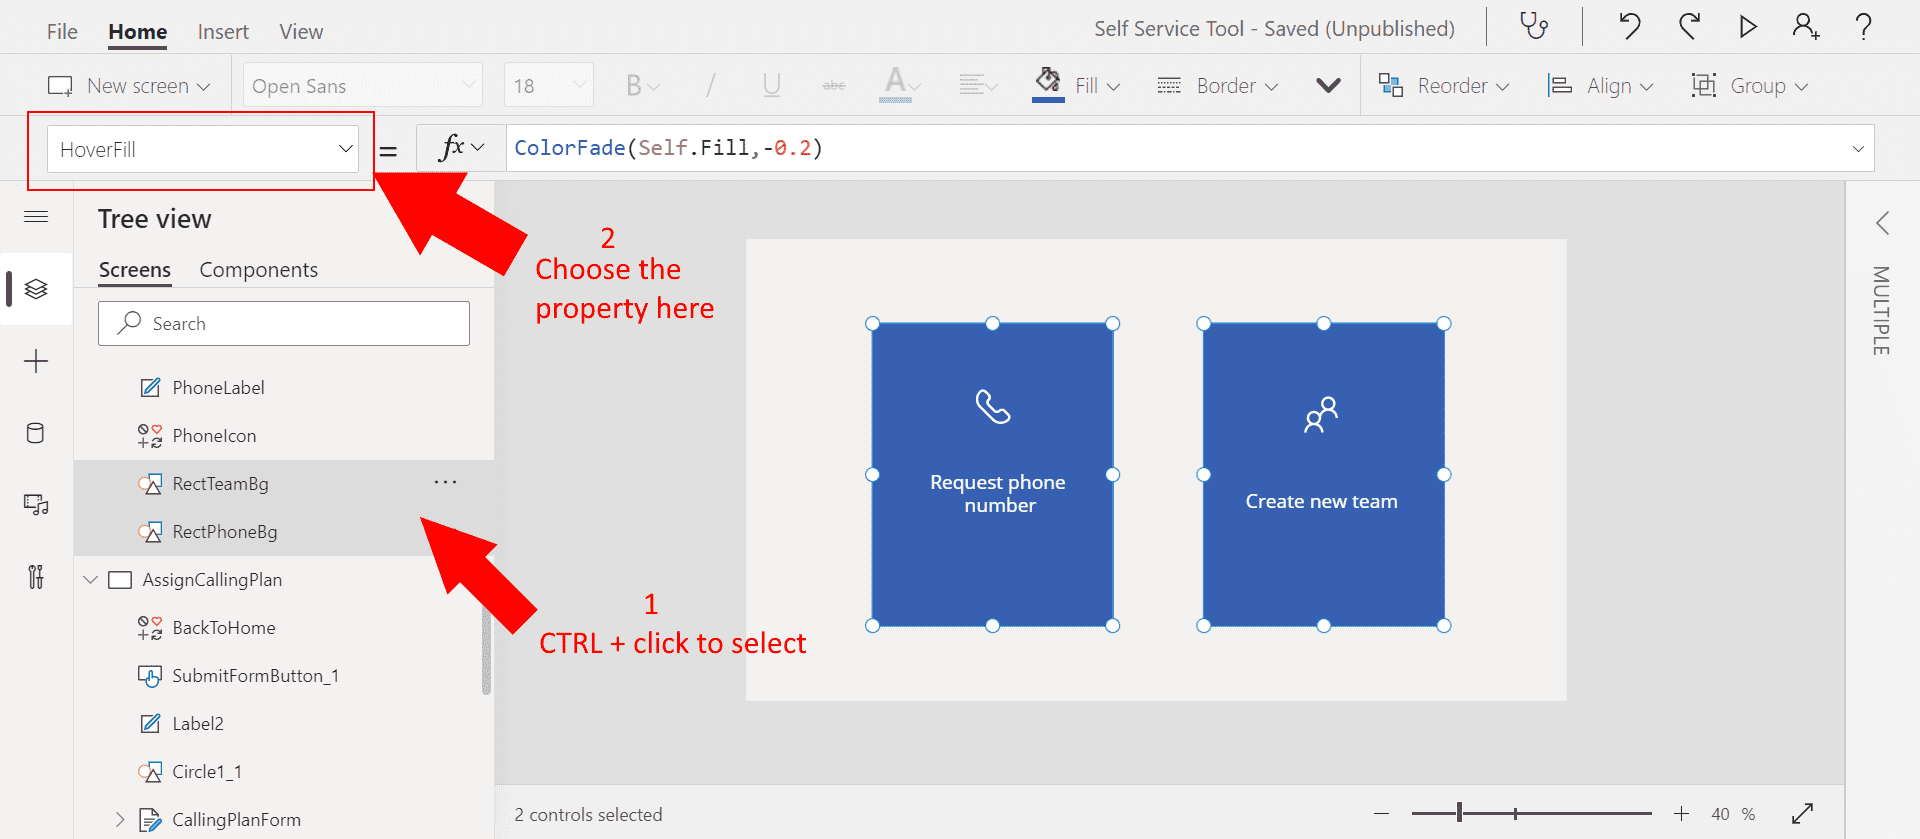 File Home Insert View Self Service Tool - Saved (Unpublished)
New screen Open Sans 18 B / U abc A Fill Border Reorder Align Group
HoverFill = fx ColorFade(Self.Fill,-0.2)
Tree view
Screens Components
Search
PhoneLabel
PhoneIcon
RectTeamBg ...
RectPhoneBg
AssignCallingPlan
BackToHome
SubmitFormButton_1
Label2
Circle1_1
CallingPlanForm
2
Choose the
property here
1
CTRL + click to select
Request phone
number
Create new team
MULTIPLE
2 controls selected
40 %